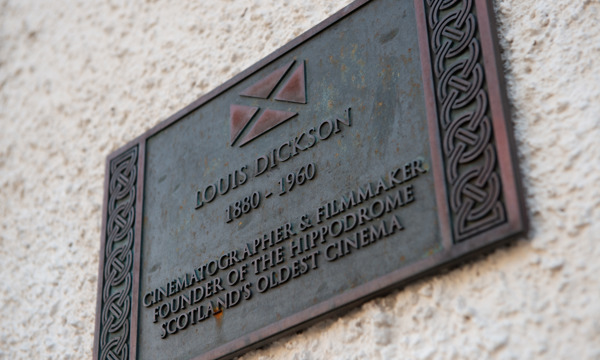 LOUIS DICKSON
1880 - 1960
CINEMATOGRAPHER & FILMMAKER
FOUNDER OF THE HIPPODROME
SCOTLAND'S OLDEST CINEMA